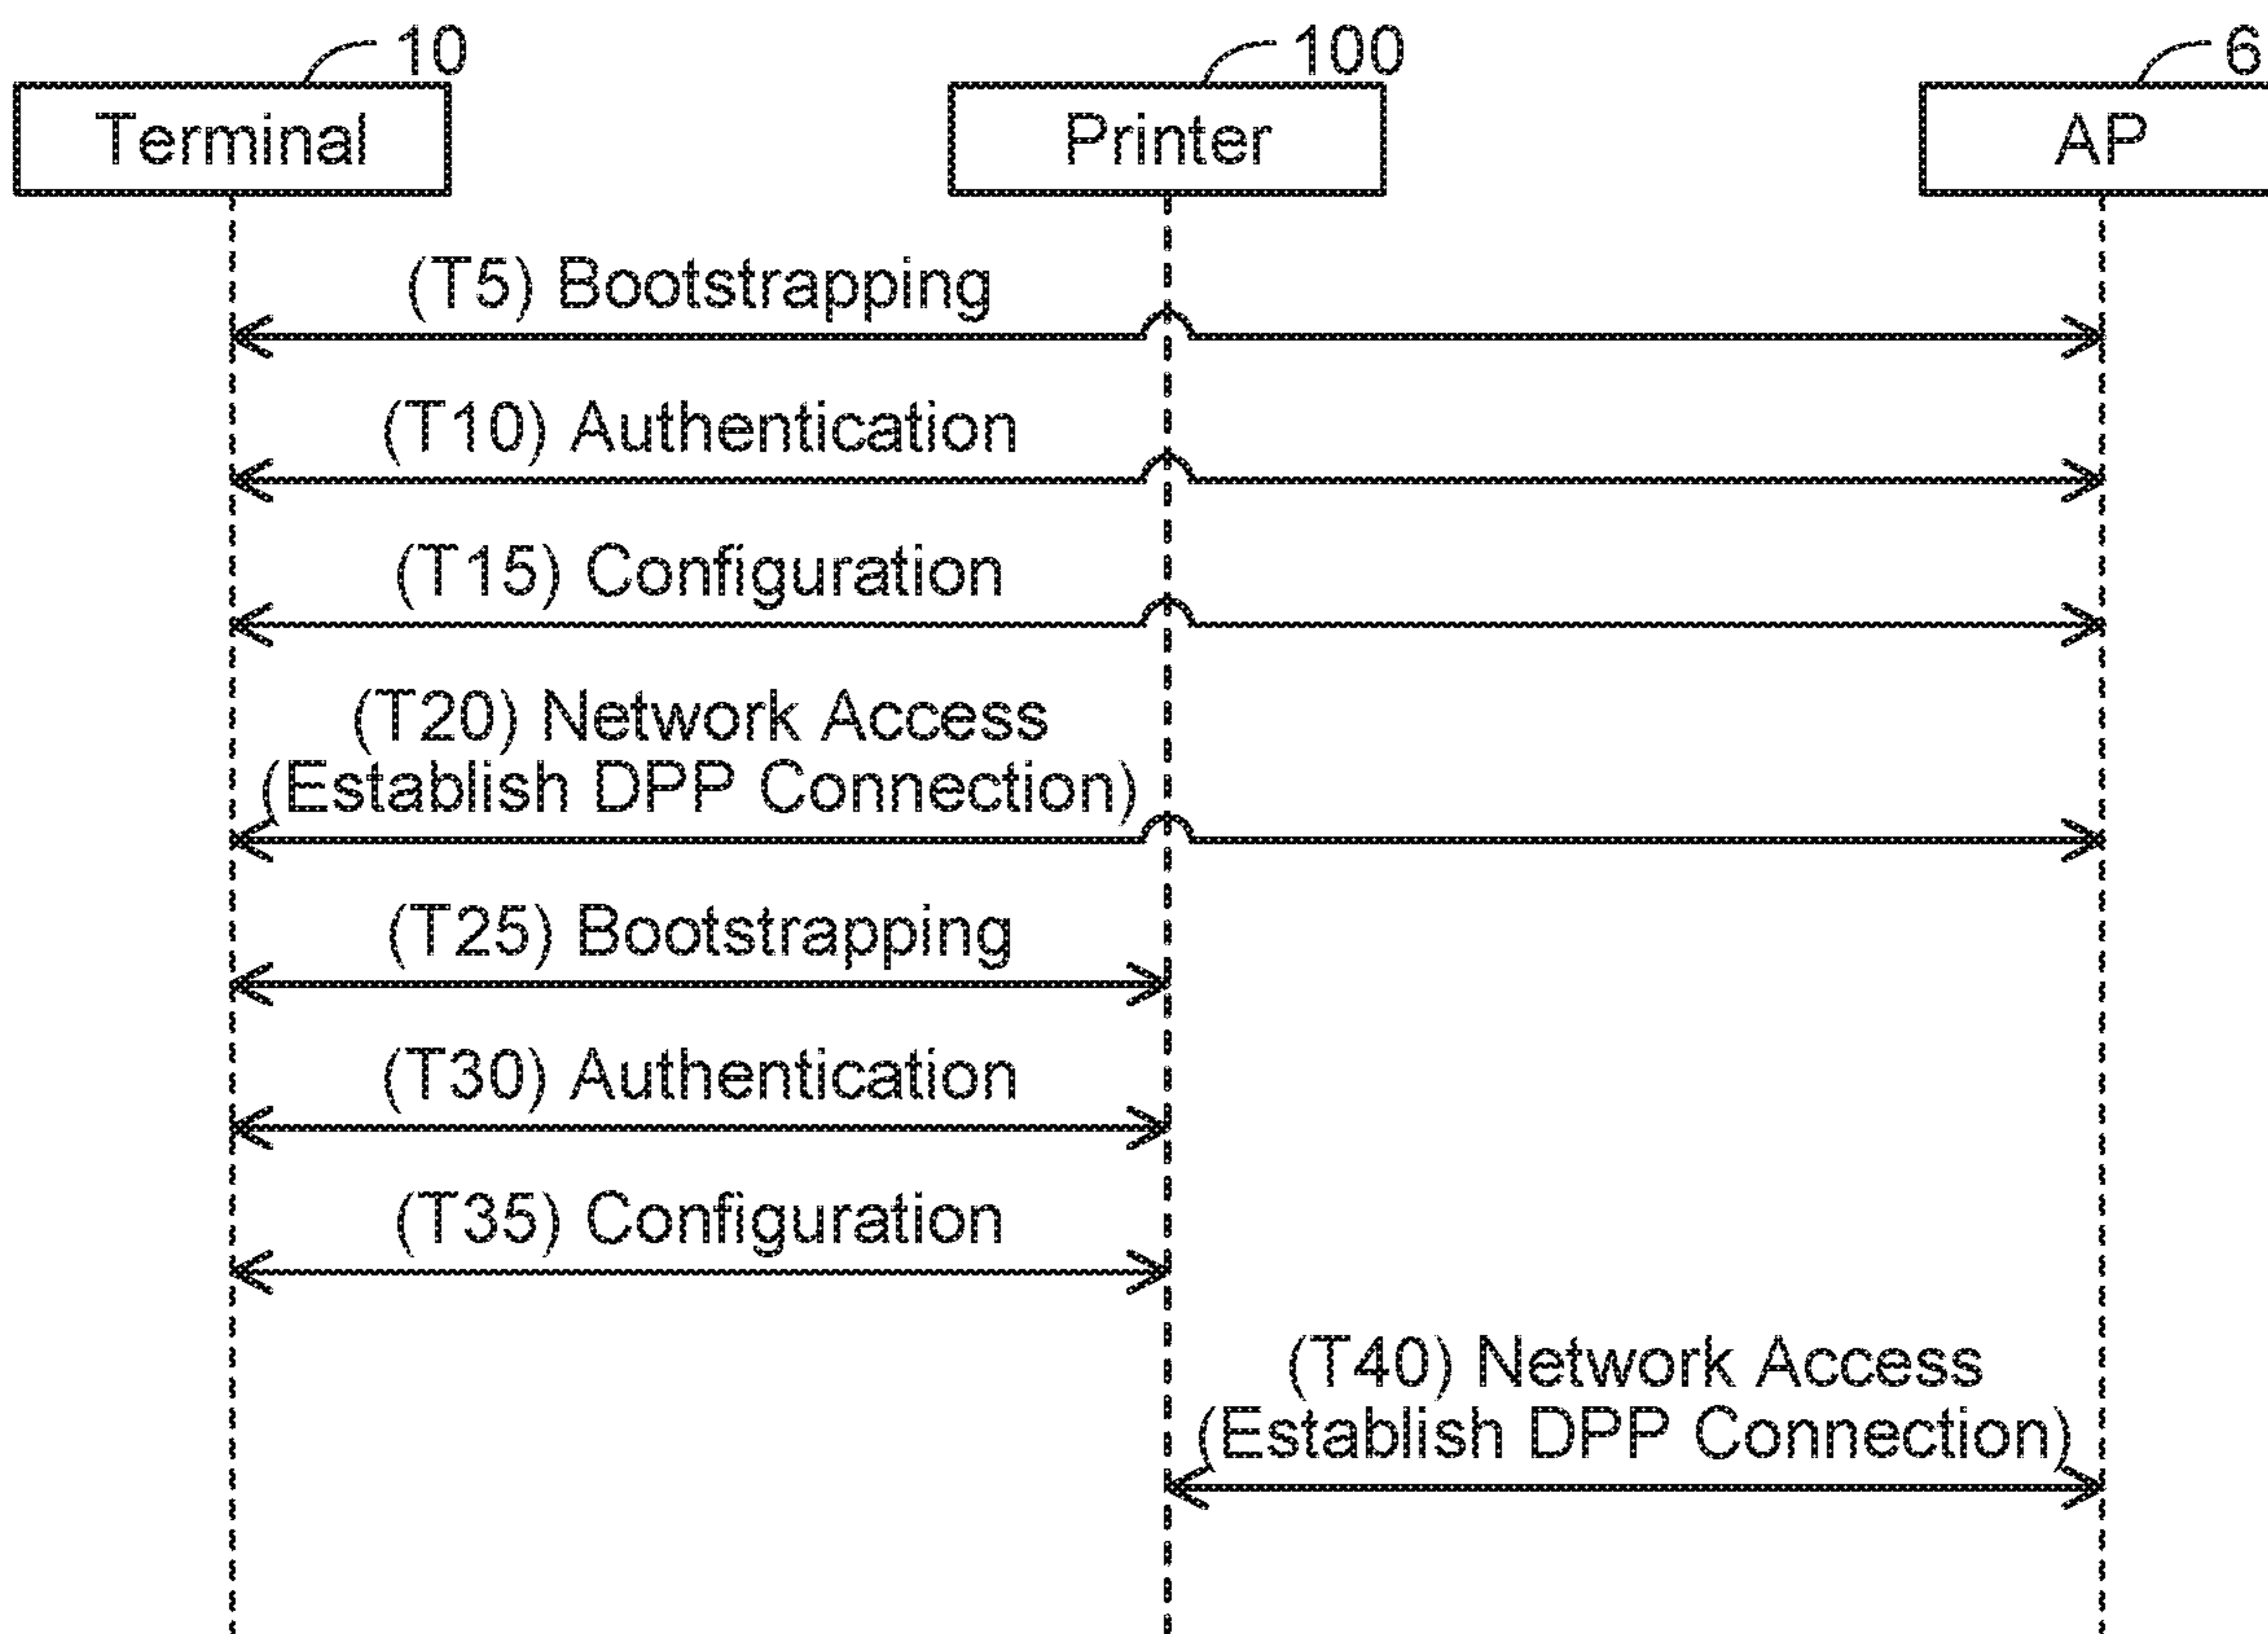 10
100
6
Terminal
Printer
AP
(T5) Bootstrapping
(T10) Authentication
(T15) Configuration
(T20) Network Access
(Establish DPP Connection)
(T25) Bootstrapping
(T30) Authentication
(T35) Configuration
(T40) Network Access
(Establish DPP Connection)